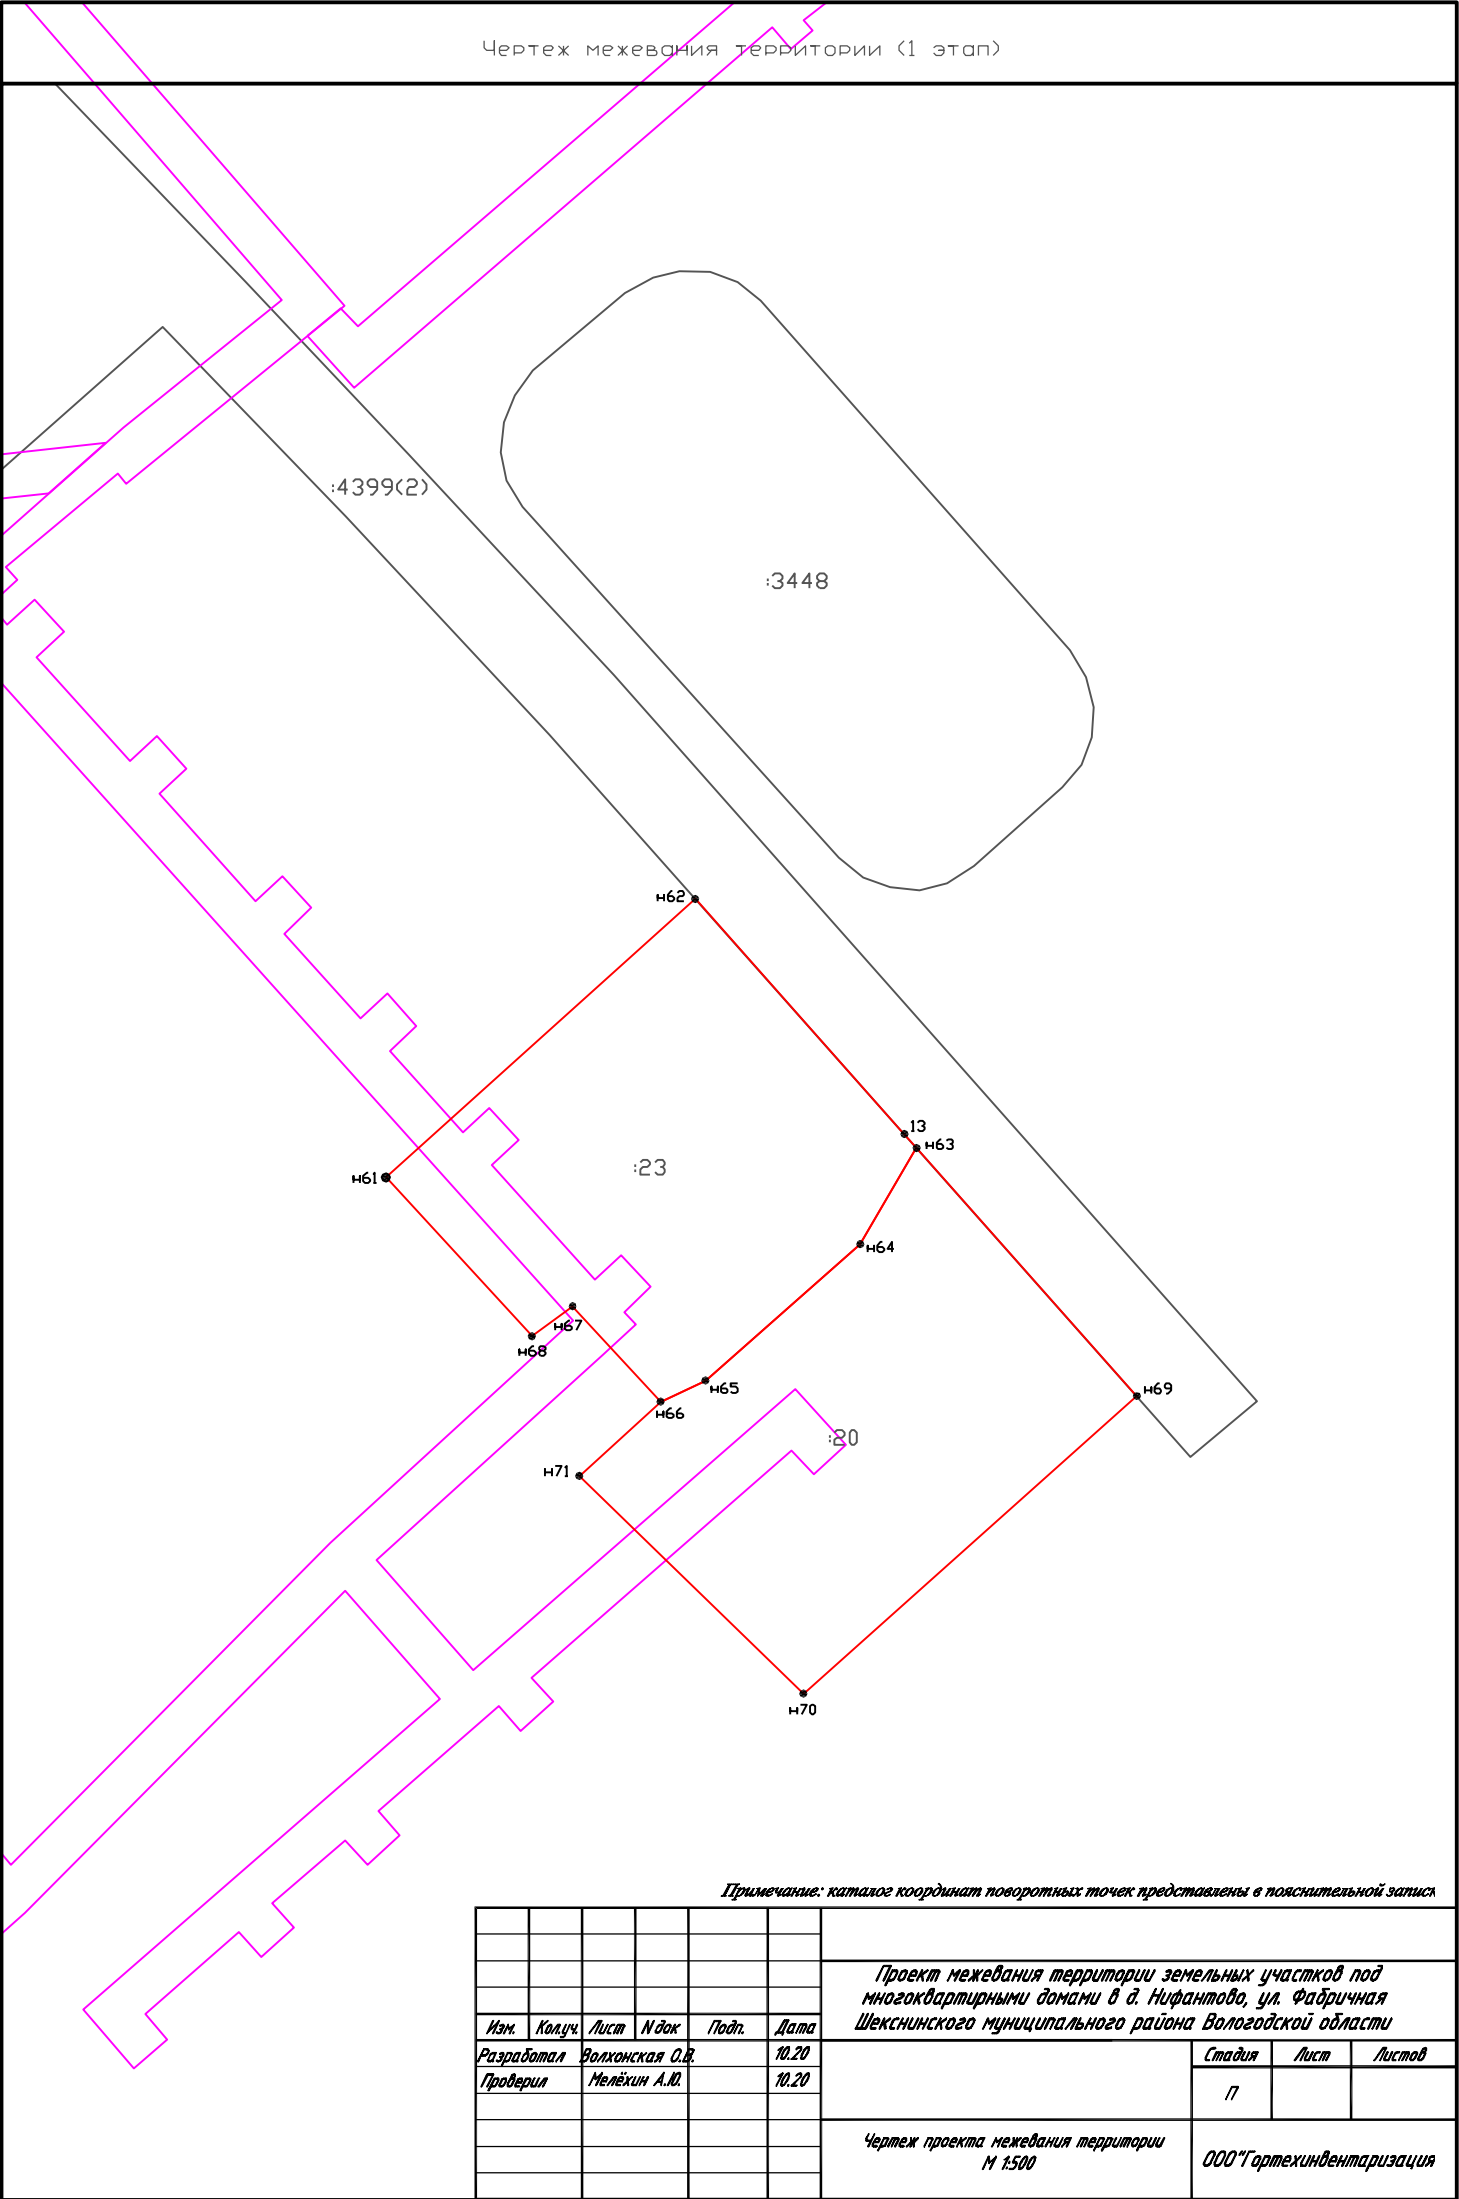 Чертеж межевания территории (1 этап)
:4399(2)
:3448
н62
13
н63
:23
н61
н64
н67
н68
н65
н69
н66
:20
н71
н70
Примечание: каталог координат поворотных точек представлены в пояснительной записк
Проект межевания территории земельных участков под
многоквартирными домами в д. Нифантово, ул. Фабричная
Шекснинского муниципального района Вологодской области
Изм. Кол.уч. Лист N док Подп. Дата
Разработал Волхонская О.В. 10.20
Стадия Лист Листов
Проверил Мелёхин А.Ю. 10.20
П
Чертеж проекта межевания территории
М 1:500
ООО"Гортехинвентаризация